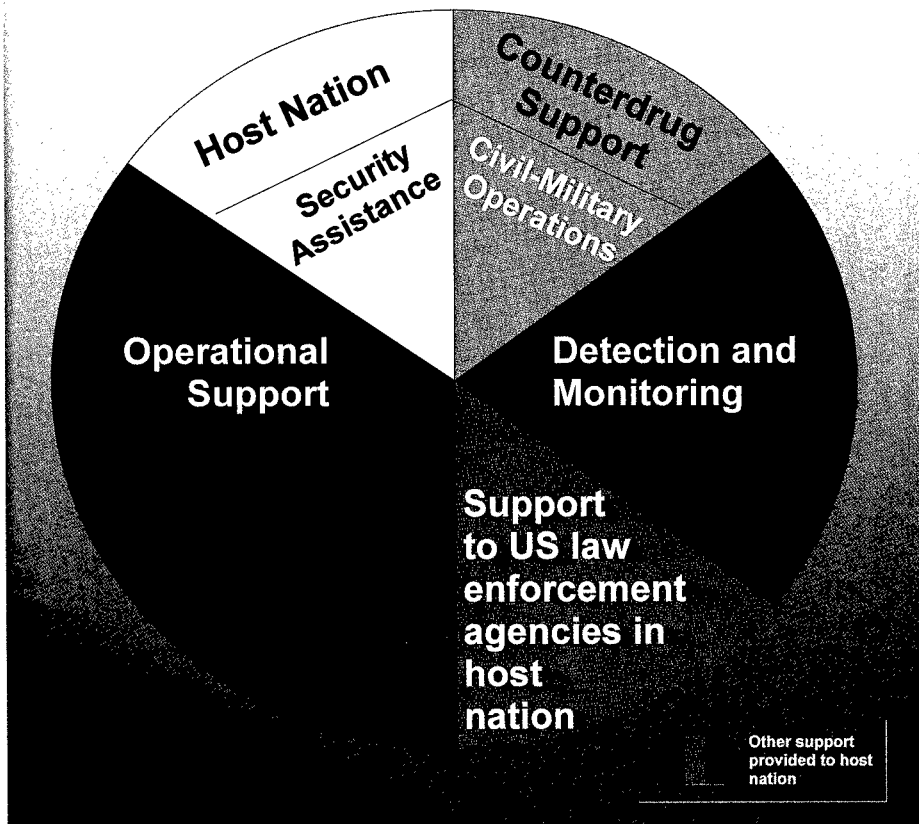 Host Nation
Security
Assistance
Counterdrug
Support
Civil-Military
Operations
Operational
Support
Detection and
Monitoring
Support
to US law
enforcement
agencies in
host
nation
Other support
provided to host
nation